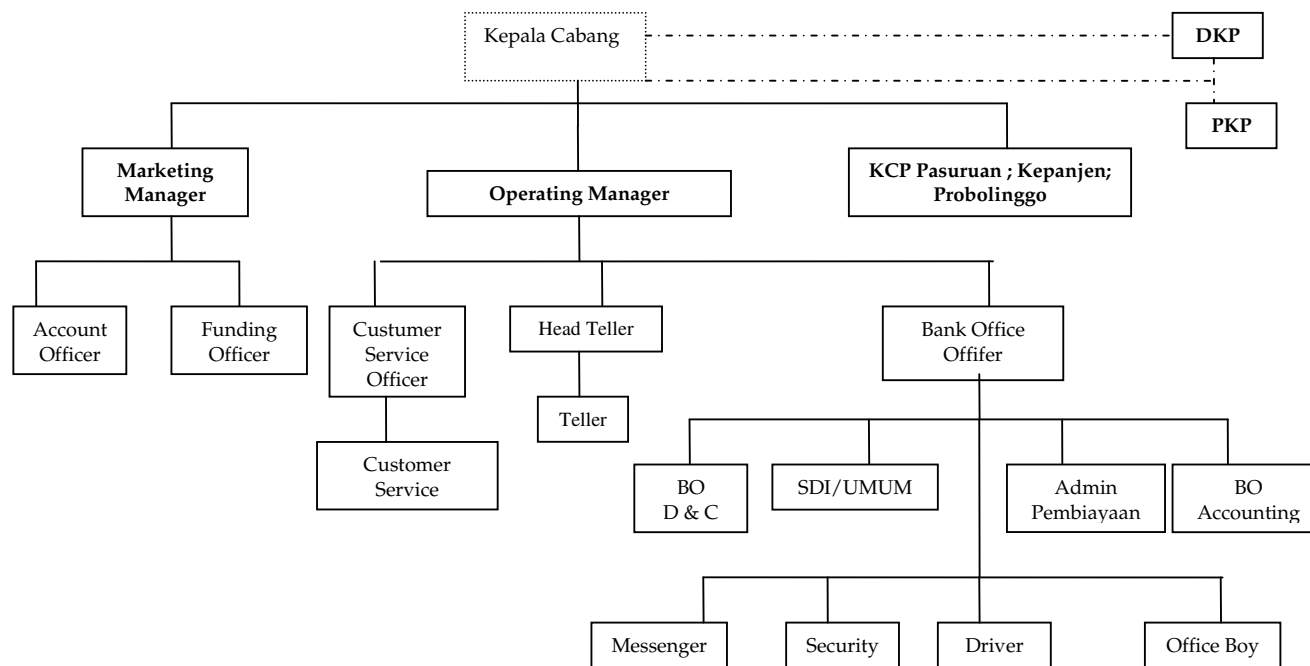 Kepala Cabang
DKP
PKP
Marketing
Manager
Operating Manager
KCP Pasuruan ; Kepanjen;
Probolinggo
Account
Officer
Funding
Officer
Custumer
Service
Officer
Head Teller
Bank Office
Offifer
Teller
Customer
Service
BO
D & C
SDI/UMUM
Admin
Pembiayaan
BO
Accounting
Messenger
Security
Driver
Office Boy